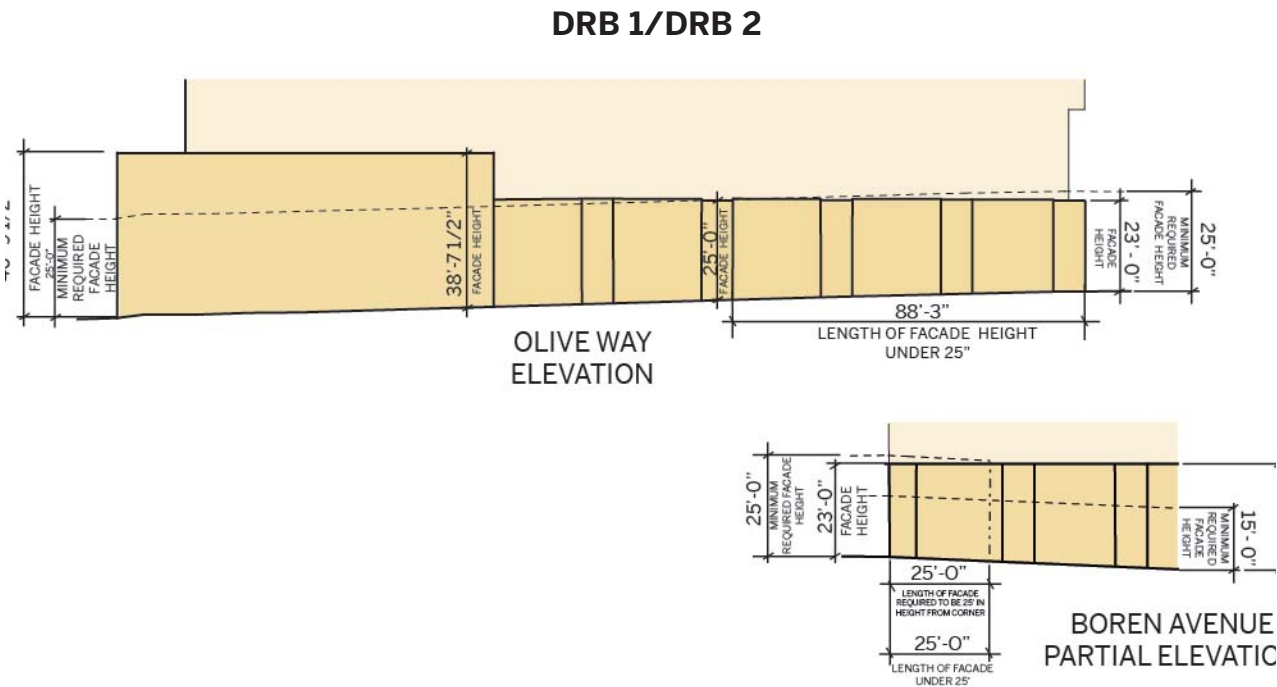 DRB 1/DRB 2
FACADE HEIGHT
25'-0"
MINIMUM
REQUIRED
FACADE
HEIGHT
38'-7 1/2"
FACADE HEIGHT
25'-0"
FACADE HEIGHT
FACADE
HEIGHT
23' - 0"
MINIMUM
REQUIRED
FACADE HEIGHT
25'-0"
88'-3"
LENGTH OF FACADE HEIGHT
UNDER 25"
OLIVE WAY
ELEVATION
25'-0"
MINIMUM
REQUIRED FACADE
HEIGHT
23'-0"
FACADE
HEIGHT
MINIMUM
REQUIRED
FACADE
HEIGHT
15'- 0"
25'-0"
LENGTH OF FACADE
REQUIRED TO BE 25' IN
HEIGHT FROM CORNER
25'-0"
LENGTH OF FACADE
UNDER 25'
BOREN AVENUE
PARTIAL ELEVATIO